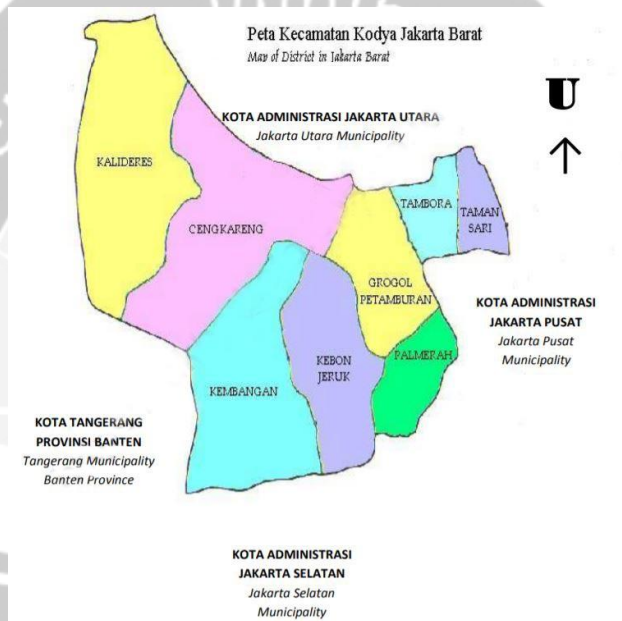 Peta Kecamatan Kodya Jakarta Barat
Map of District in Jakarta Barat
U
KOTA ADMINISTRASI JAKARTA UTARA
Jakarta Utara Municipality
KALIDERES
CENGKARENG
TAMBORA
TAMAN
SARI
GROGOL
PETAMBURAN
KOTA ADMINISTRASI
JAKARTA PUSAT
Jakarta Pusat
Municipality
PALMERAH
KEBON
JERUK
KEMBANGAN
KOTA TANGERANG
PROVINSI BANTEN
Tangerang Municipality
Banten Province
KOTA ADMINISTRASI
JAKARTA SELATAN
Jakarta Selatan
Municipality